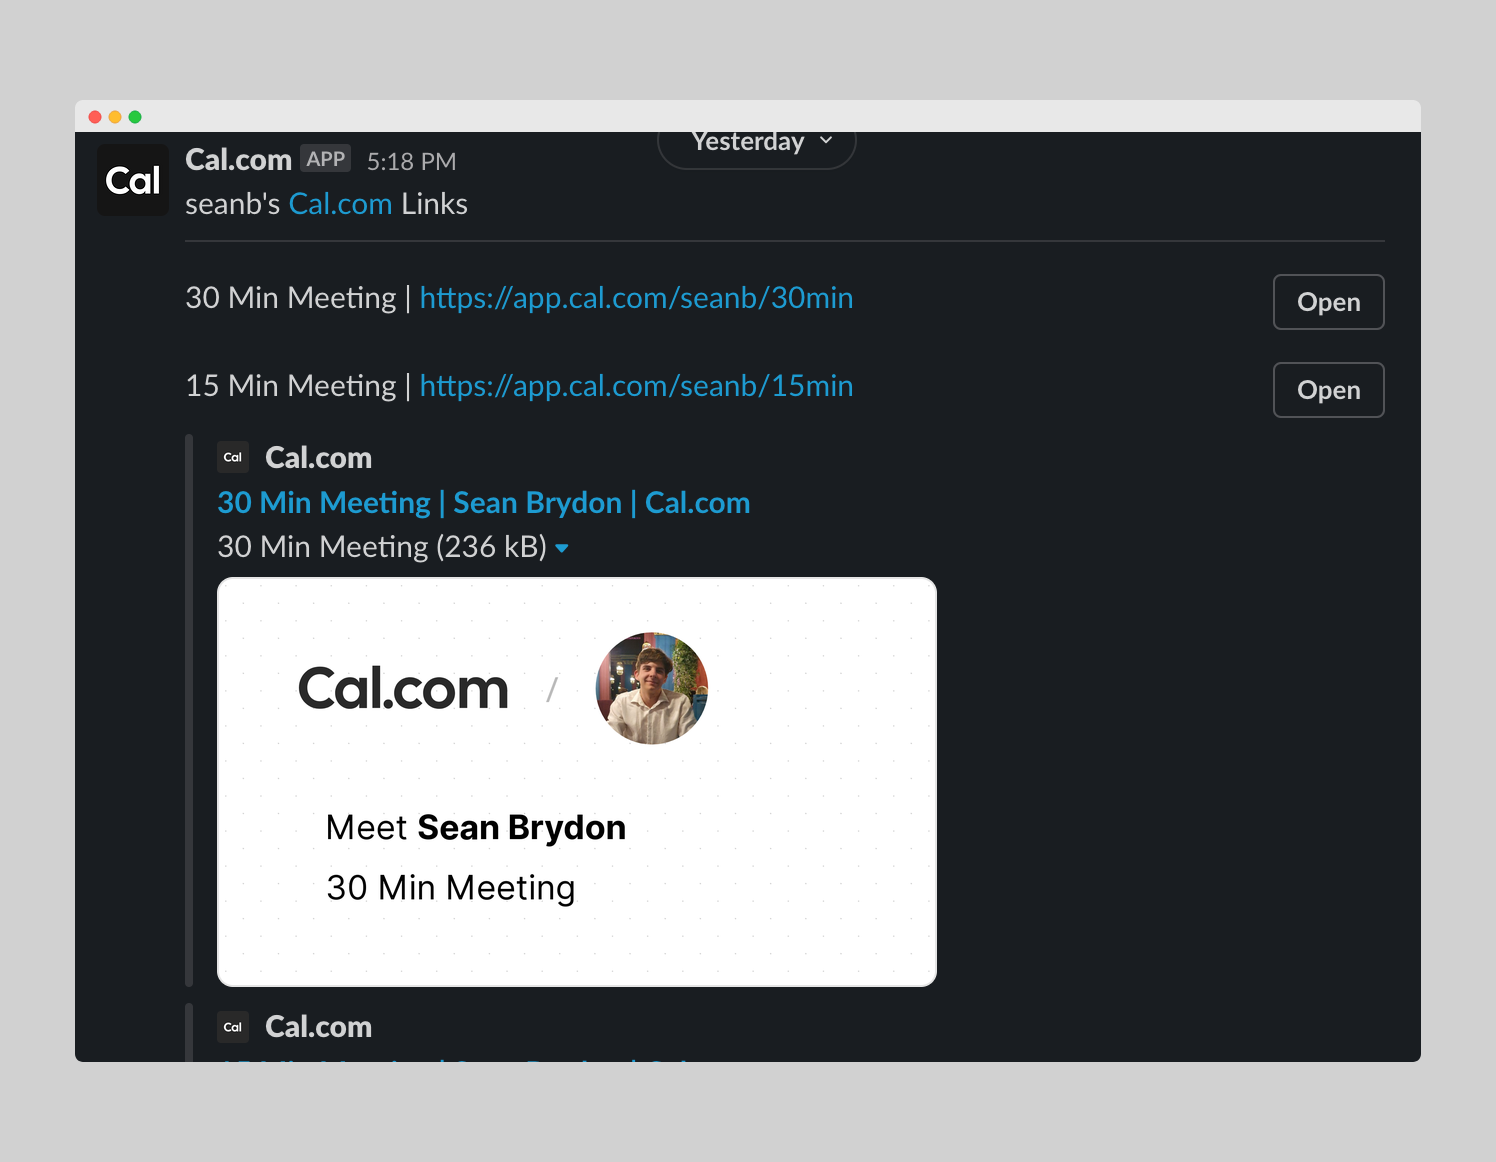 Yesterday
Cal
Cal.com APP 5:18 PM
seanb's Cal.com Links
30 Min Meeting | https://app.cal.com/seanb/30min
Open
15 Min Meeting | https://app.cal.com/seanb/15min
Open
Cal Cal.com
30 Min Meeting | Sean Brydon | Cal.com
30 Min Meeting (236 kB)
Cal.com /
Meet Sean Brydon
30 Min Meeting
Cal Cal.com